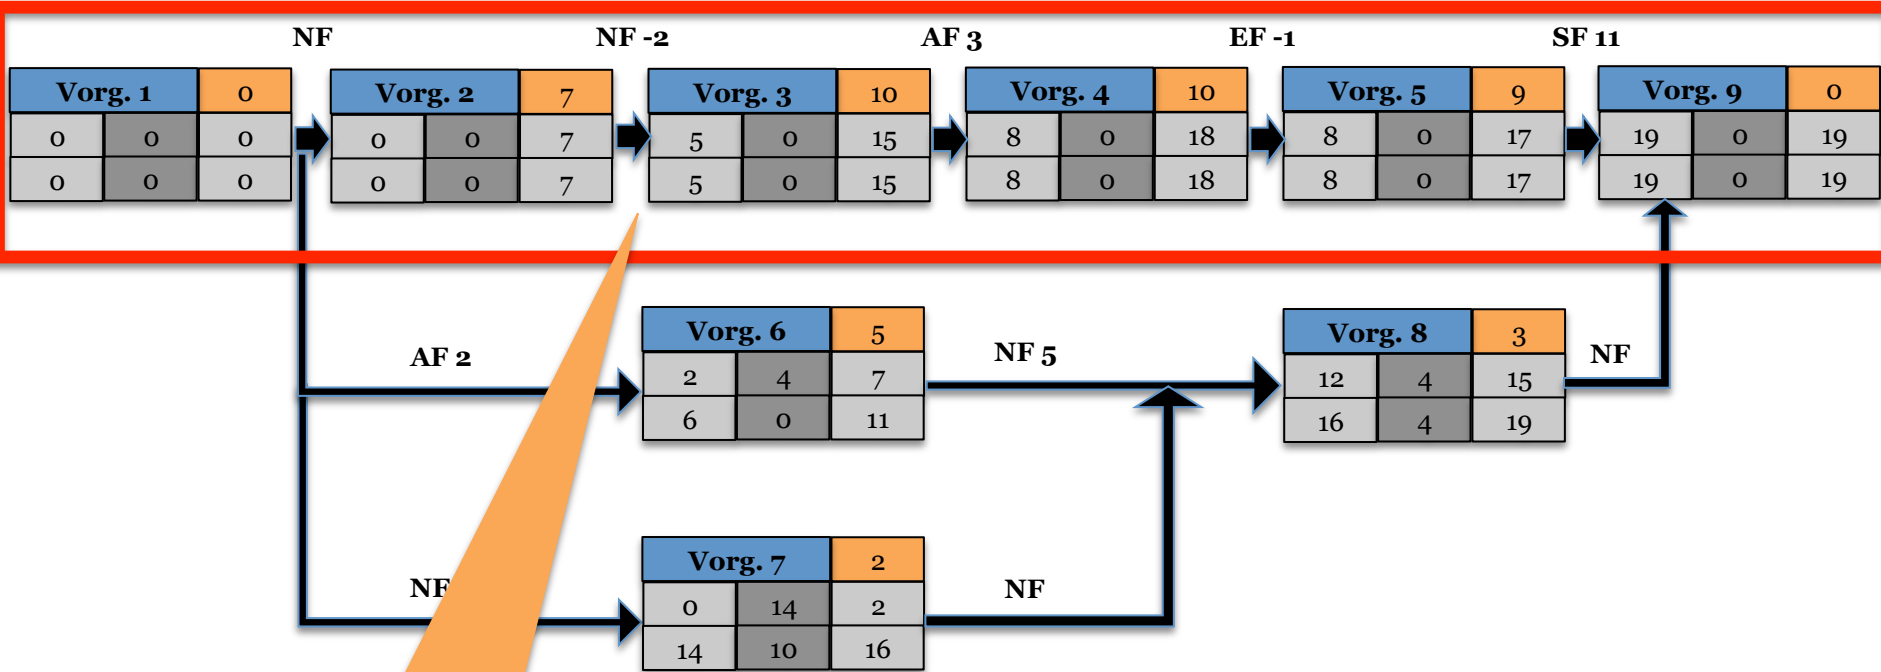 NF NF -2 AF 3 EF -1 SF 11
Vorg. 1 0 Vorg. 2 7 Vorg. 3 10 Vorg. 4 10 Vorg. 5 9 Vorg. 9 0
0 0 0 0 0 7 5 0 15 8 0 18 8 0 17 19 0 19
0 0 0 0 0 7 5 0 15 8 0 18 8 0 17 19 0 19
Vorg. 6 5 Vorg. 8 3
AF 2 NF 5 NF
2 4 7 12 4 15
6 0 11 16 4 19
Vorg. 7 2
NF NF
0 14 2
14 10 16